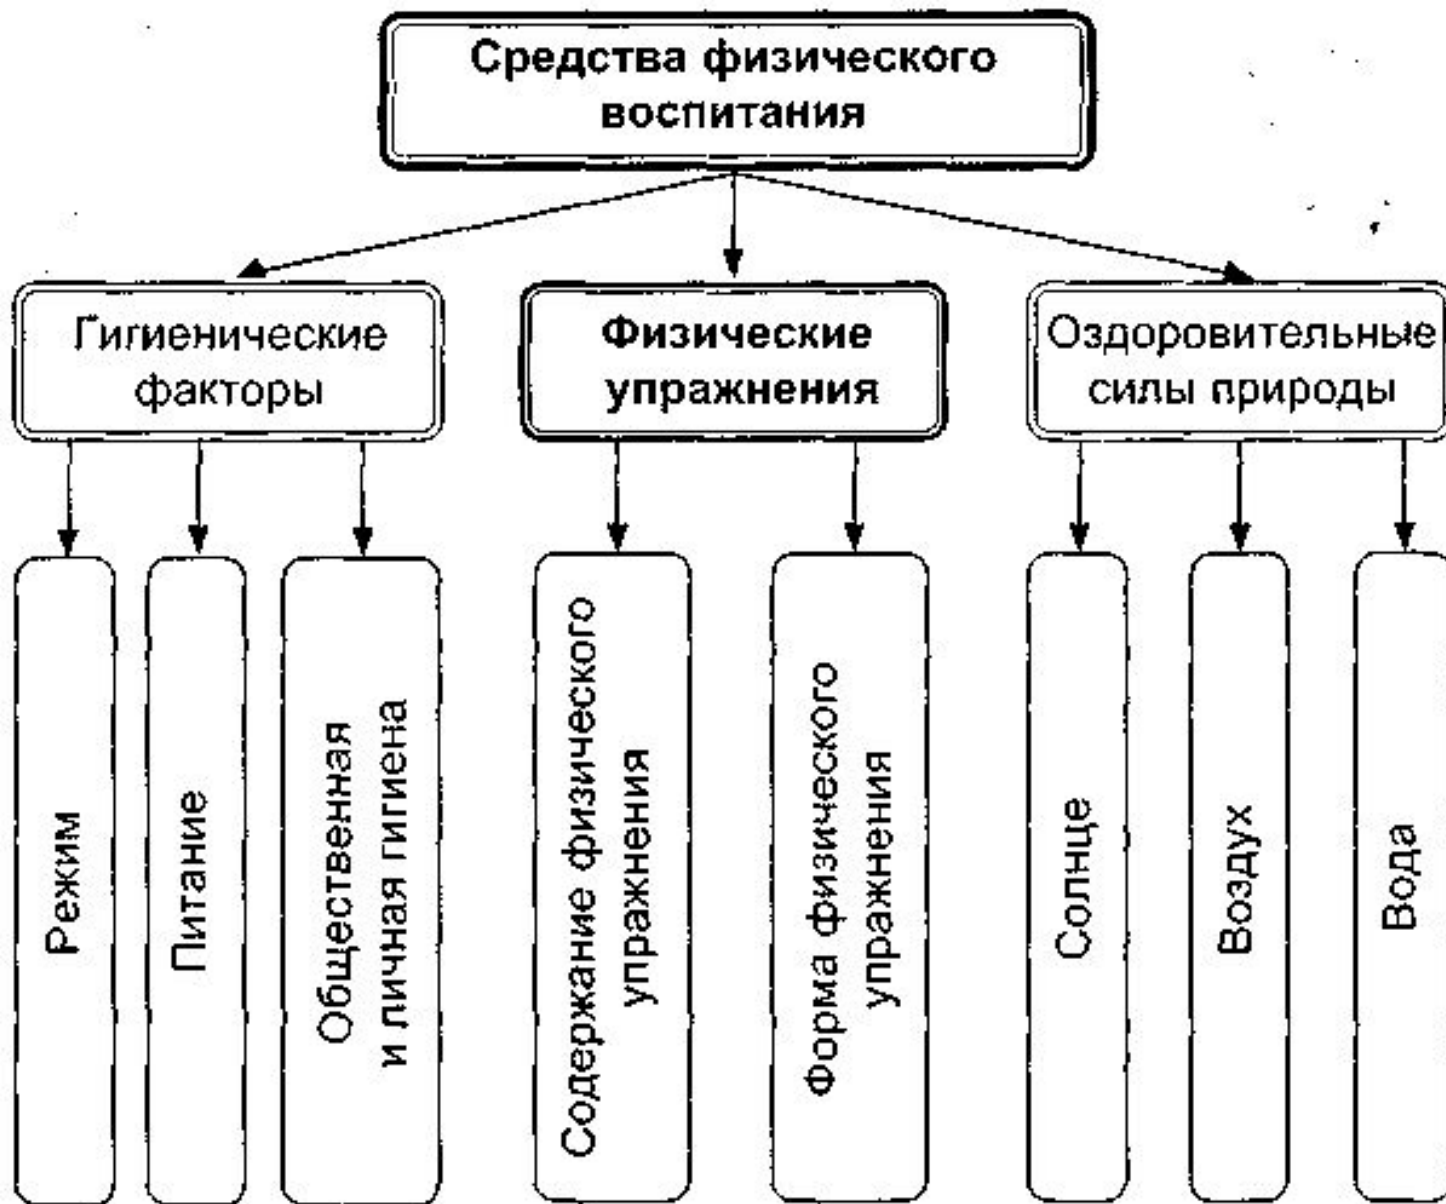 Средства физического
воспитания
Гигиенические
факторы
Физические
упражнения
Оздоровительные
силы природы
Режим
Питание
Общественная
и личная гигиена
Содержание физического
упражнения
Форма физического
упражнения
Солнце
Воздух
Вода